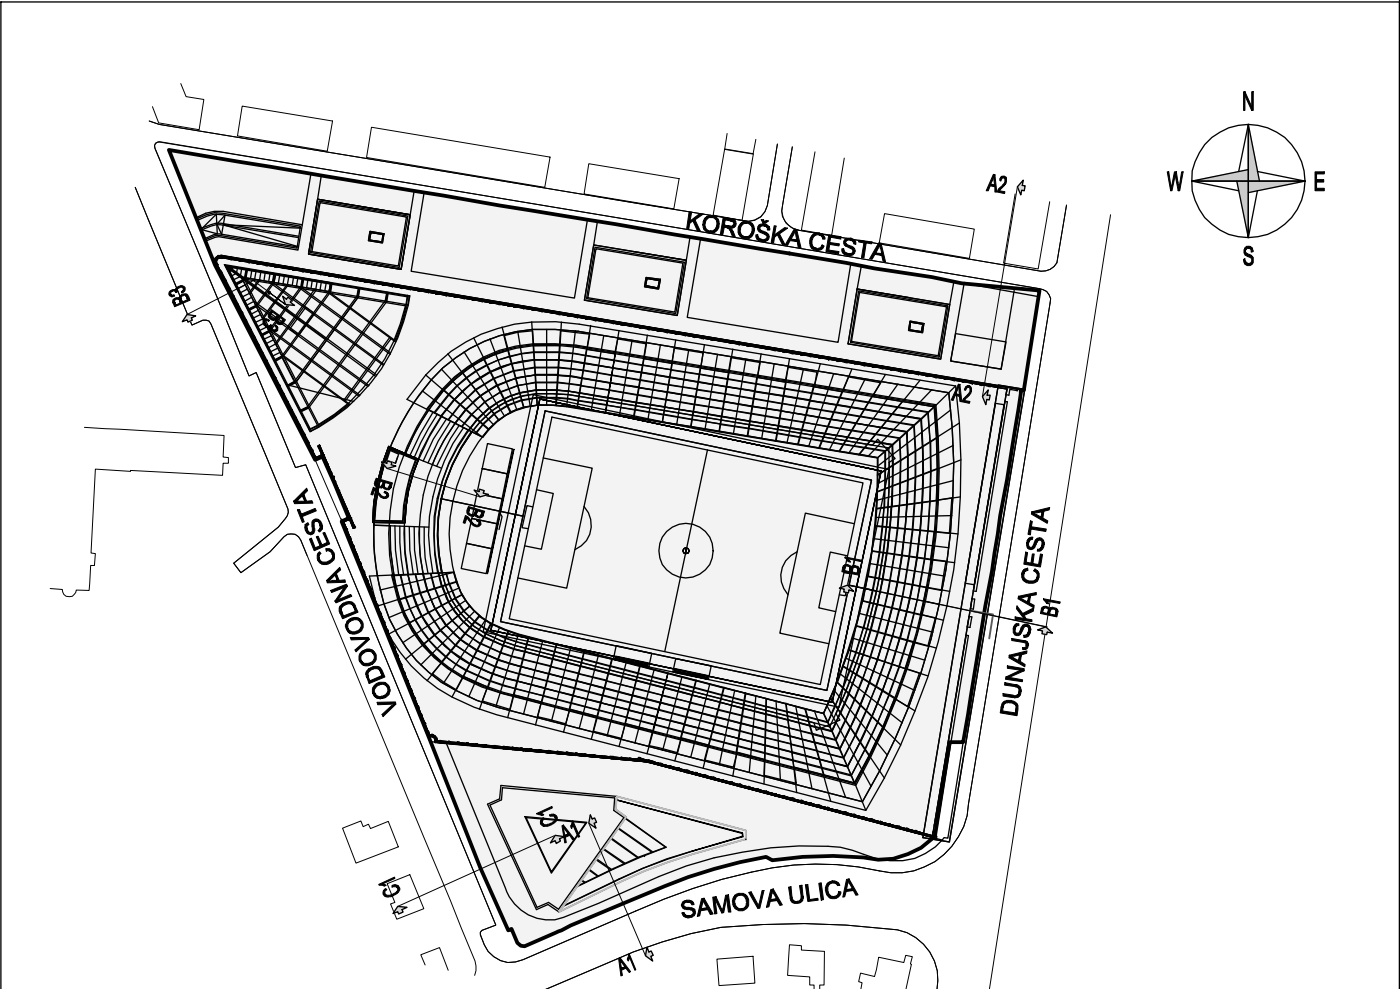 N
W
E
S
A2
KOROŠKA CESTA
B3
B3
A2
B2
B2
VODOVODNA CESTA
B1
B1
DUNAJSKA CESTA
C1
A1
C1
SAMOVA ULICA
A1